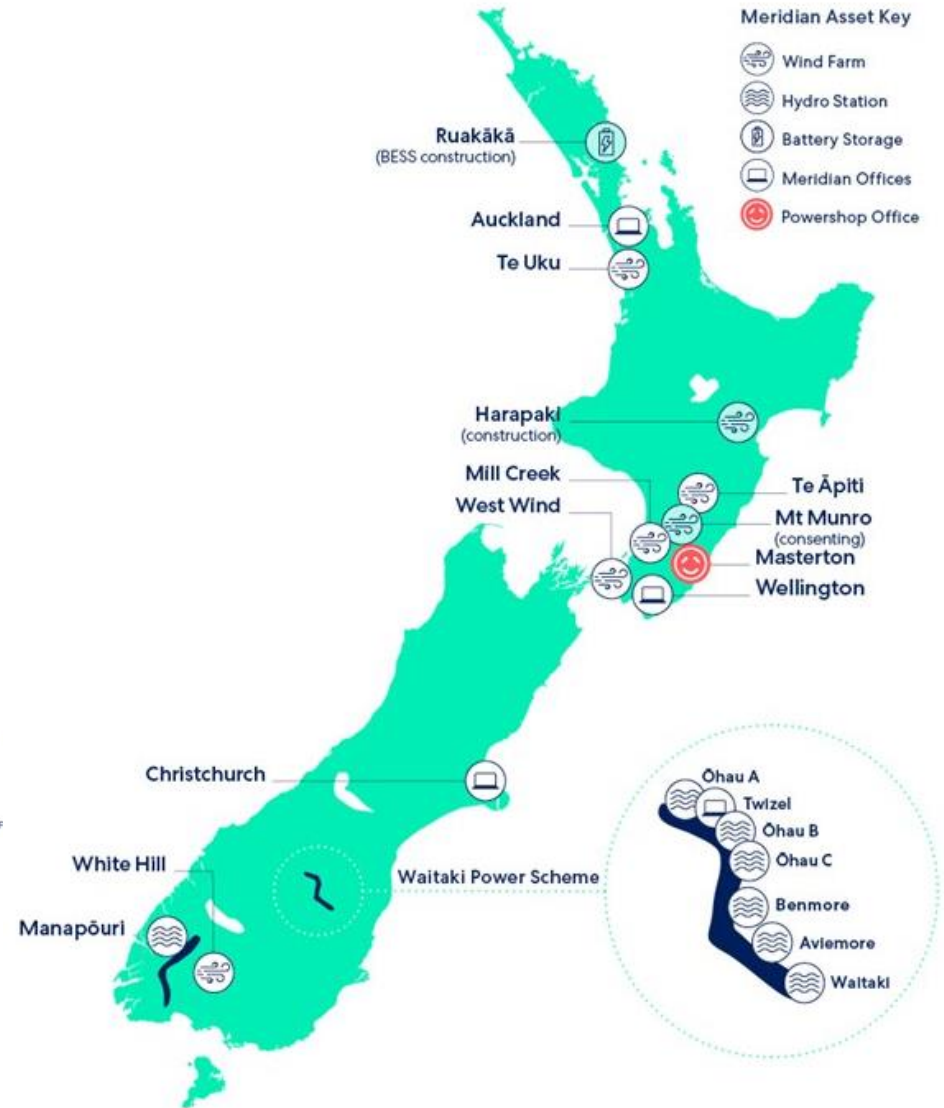 Meridian Asset Key
Wind Farm
Hydro Station
Battery Storage
Meridian Offices
Powershop Office
Ruakākā
(BESS construction)
Auckland
Te Uku
Harapaki
(construction)
Mill Creek
West Wind
Te Āpiti
Mt Munro
(consenting)
Masterton
Wellington
Christchurch
White Hill
Manapōuri
Waitaki Power Scheme
Ōhau A
Twizel
Ōhau B
Ōhau C
Benmore
Aviemore
Waitaki